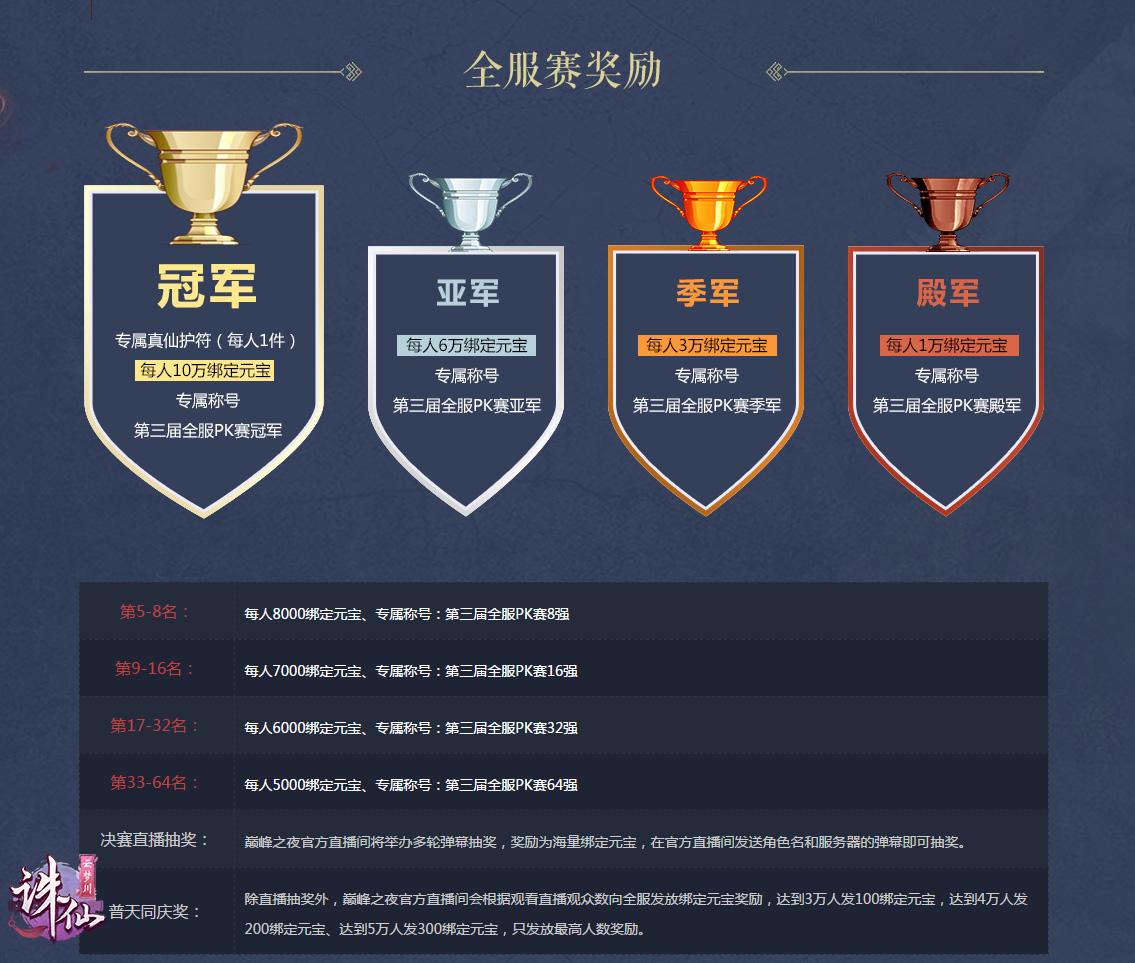 全服赛奖励
冠军
专属真仙护符（每人1件）
每人10万绑定元宝
专属称号
第三届全服PK赛冠军
亚军
每人6万绑定元宝
专属称号
第三届全服PK赛亚军
季军
每人3万绑定元宝
专属称号
第三届全服PK赛季军
殿军
每人1万绑定元宝
专属称号
第三届全服PK赛殿军
第5-8名：
每人8000绑定元宝、专属称号：第三届全服PK赛8强
第9-16名：
每人7000绑定元宝、专属称号：第三届全服PK赛16强
第17-32名：
每人6000绑定元宝、专属称号：第三届全服PK赛32强
第33-64名：
每人5000绑定元宝、专属称号：第三届全服PK赛64强
决赛直播抽奖：
巅峰之夜官方直播间将举办多轮弹幕抽奖，奖励为海量绑定元宝，在官方直播间发送角色名和服务器的弹幕即可抽奖。
普天同庆奖：
除直播抽奖外，巅峰之夜官方直播间会根据观看直播观众数向全服发放绑定元宝奖励，达到3万人发100绑定元宝，达到4万人发
200绑定元宝、达到5万人发300绑定元宝，只发放最高人数奖励。
诛仙
云梦川